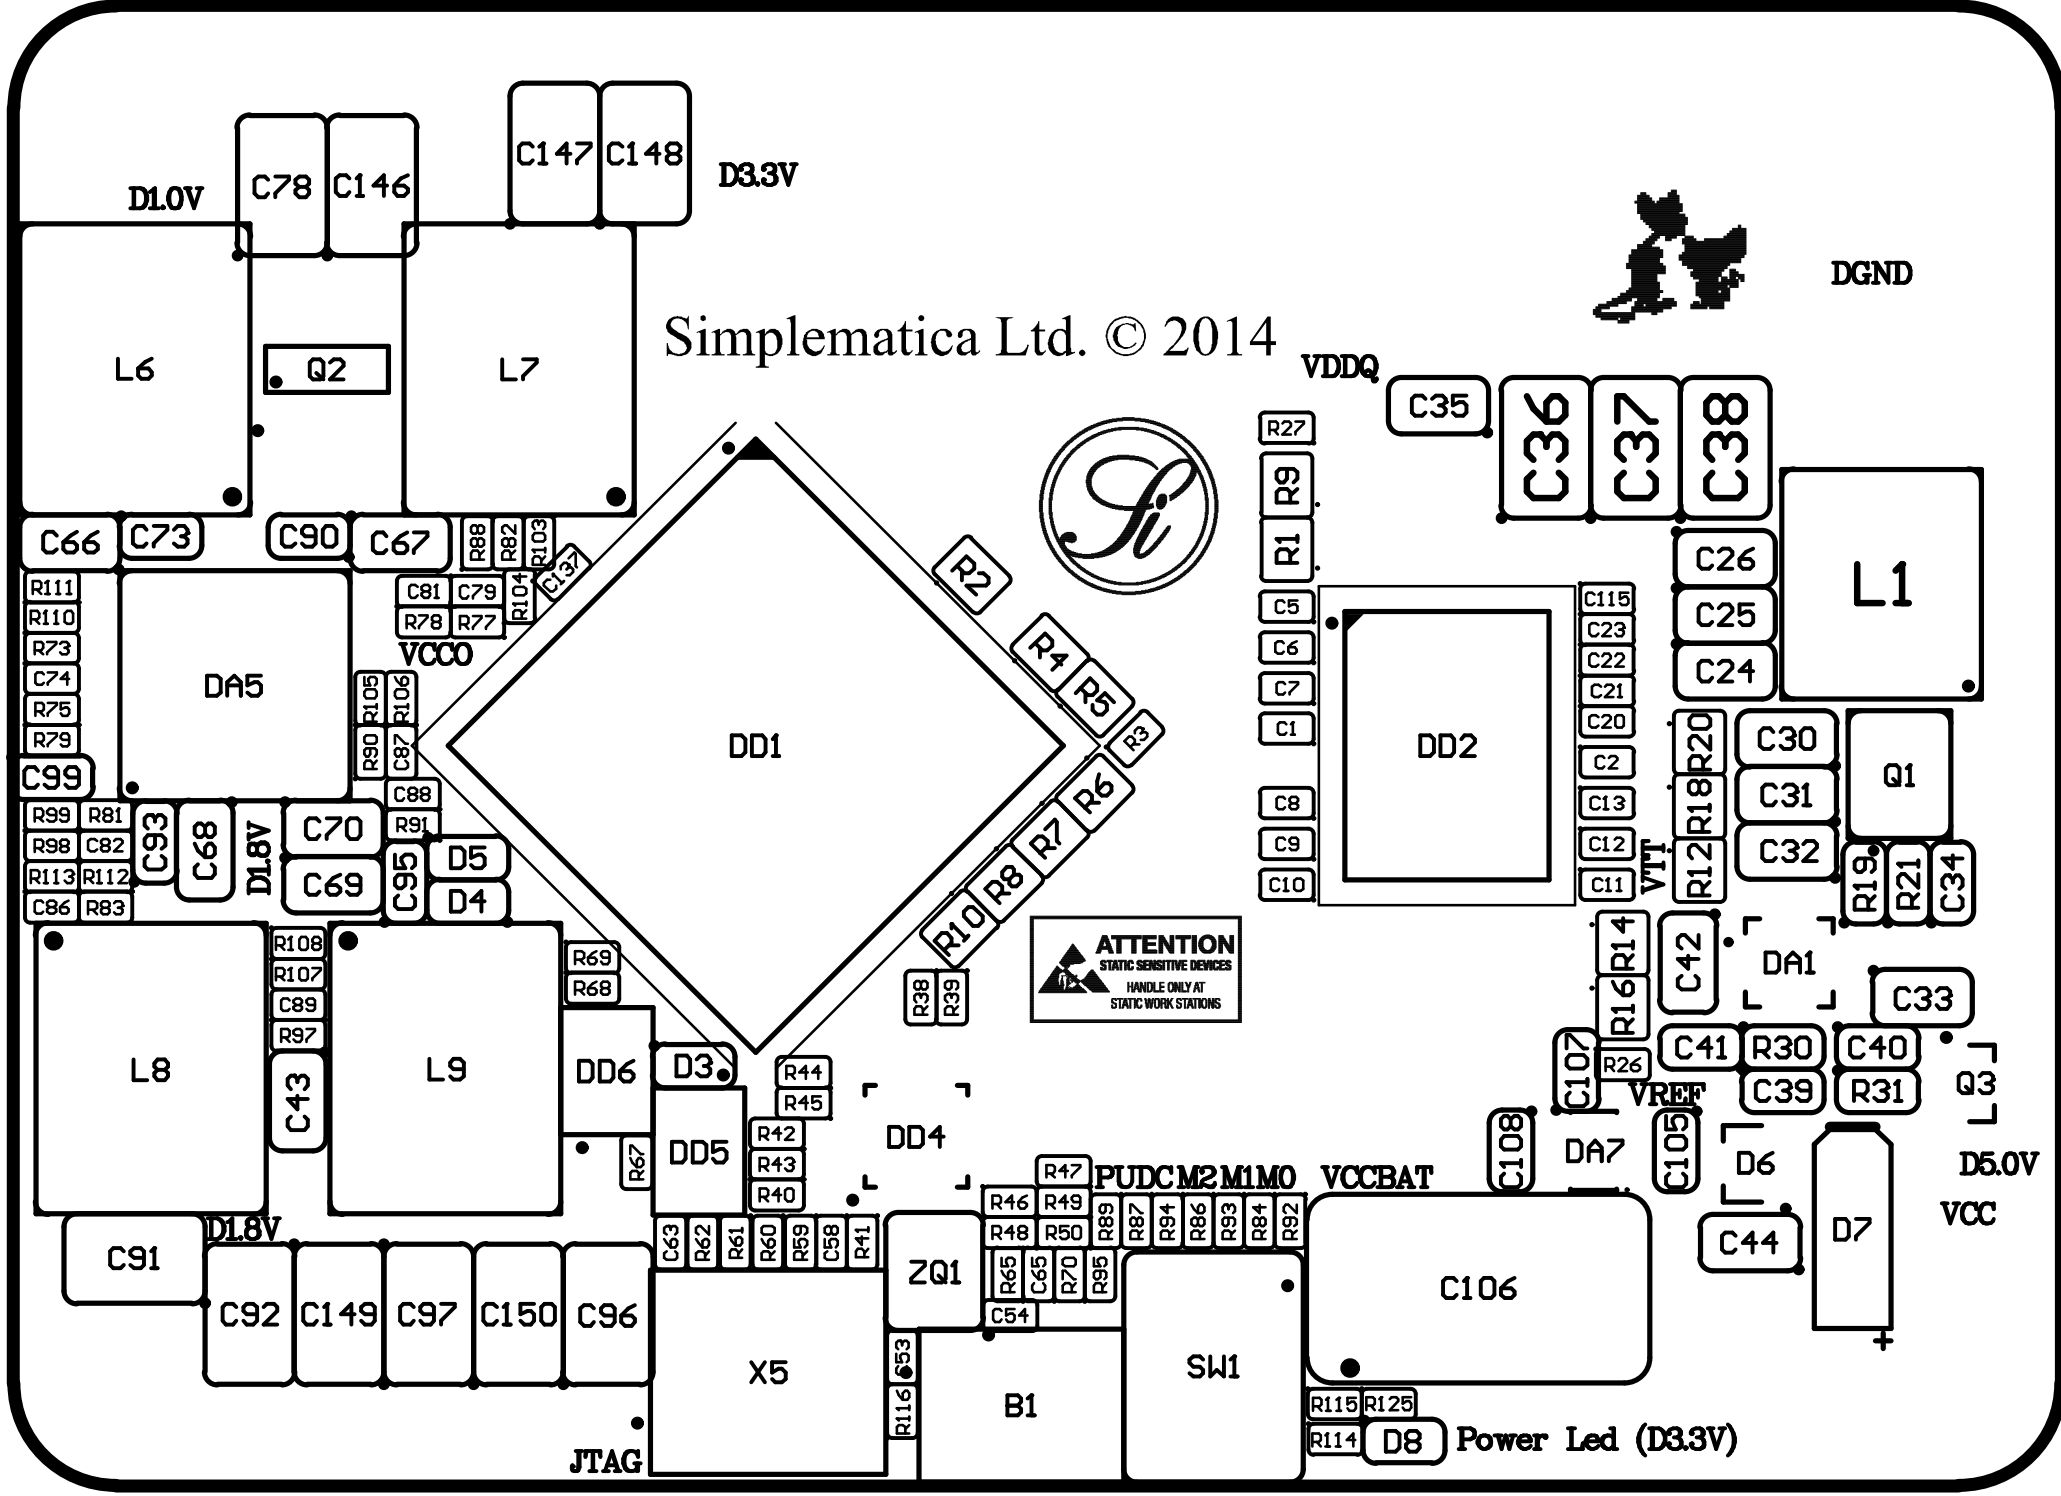 C147 C148
D3.3V
C78 C146
D1.0V
DGND
Simplematica Ltd. © 2014
L6
Q2
L7
VDDQ
C35
C36
C37
C38
R27
R9
R1
C66
C73
C90
C67
R88
R82
R103
C137
R104
C81 C79
R78 R77
VCCO
R111
R110
R73
C74
R75
R79
C99
DA5
R105
R106
R90
C87
C88
R91
DD1
R2
R4
R5
R3
R6
R7
R8
R10
Si
C5
C6
C7
C1
C8
C9
C10
DD2
C115
C23
C22
C21
C20
C2
C13
C12
C11
C26
C25
C24
L1
R20
R18
R12
VTT
C30
C31
C32
Q1
R19
R21
C34
R99 R81
R98 C82
R113 R112
C86 R83
C93
C68
D1.8V
C70
C69
C95
D5
D4
R38
R39
ATTENTION
STATIC SENSITIVE DEVICES
HANDLE ONLY AT
STATIC WORK STATIONS
R14
R16
C42
DA1
C33
R108
R107
C89
R97
C43
L8
L9
R69
R68
DD6
D3
R67
DD5
R44
R45
R42
R43
R40
DD4
C107
R26
VREF
C41 R30
C39
C40
R31
Q3
C108
DA7
C105
D6
D5.0V
VCC
D7
+
C44
R47
R46 R49
R48 R50
PUDC M2 M1 M0
VCCBAT
R89
R87
R94
R86
R93
R84
R92
D1.8V
C91
C92 C149 C97 C150 C96
C63
R62
R61
R60
R59
C58
R41
ZQ1
R65
C65
R70
R95
C54
C53
R116
X5
B1
SW1
C106
JTAG
R115 R125
R114
D8
Power Led (D3.3V)